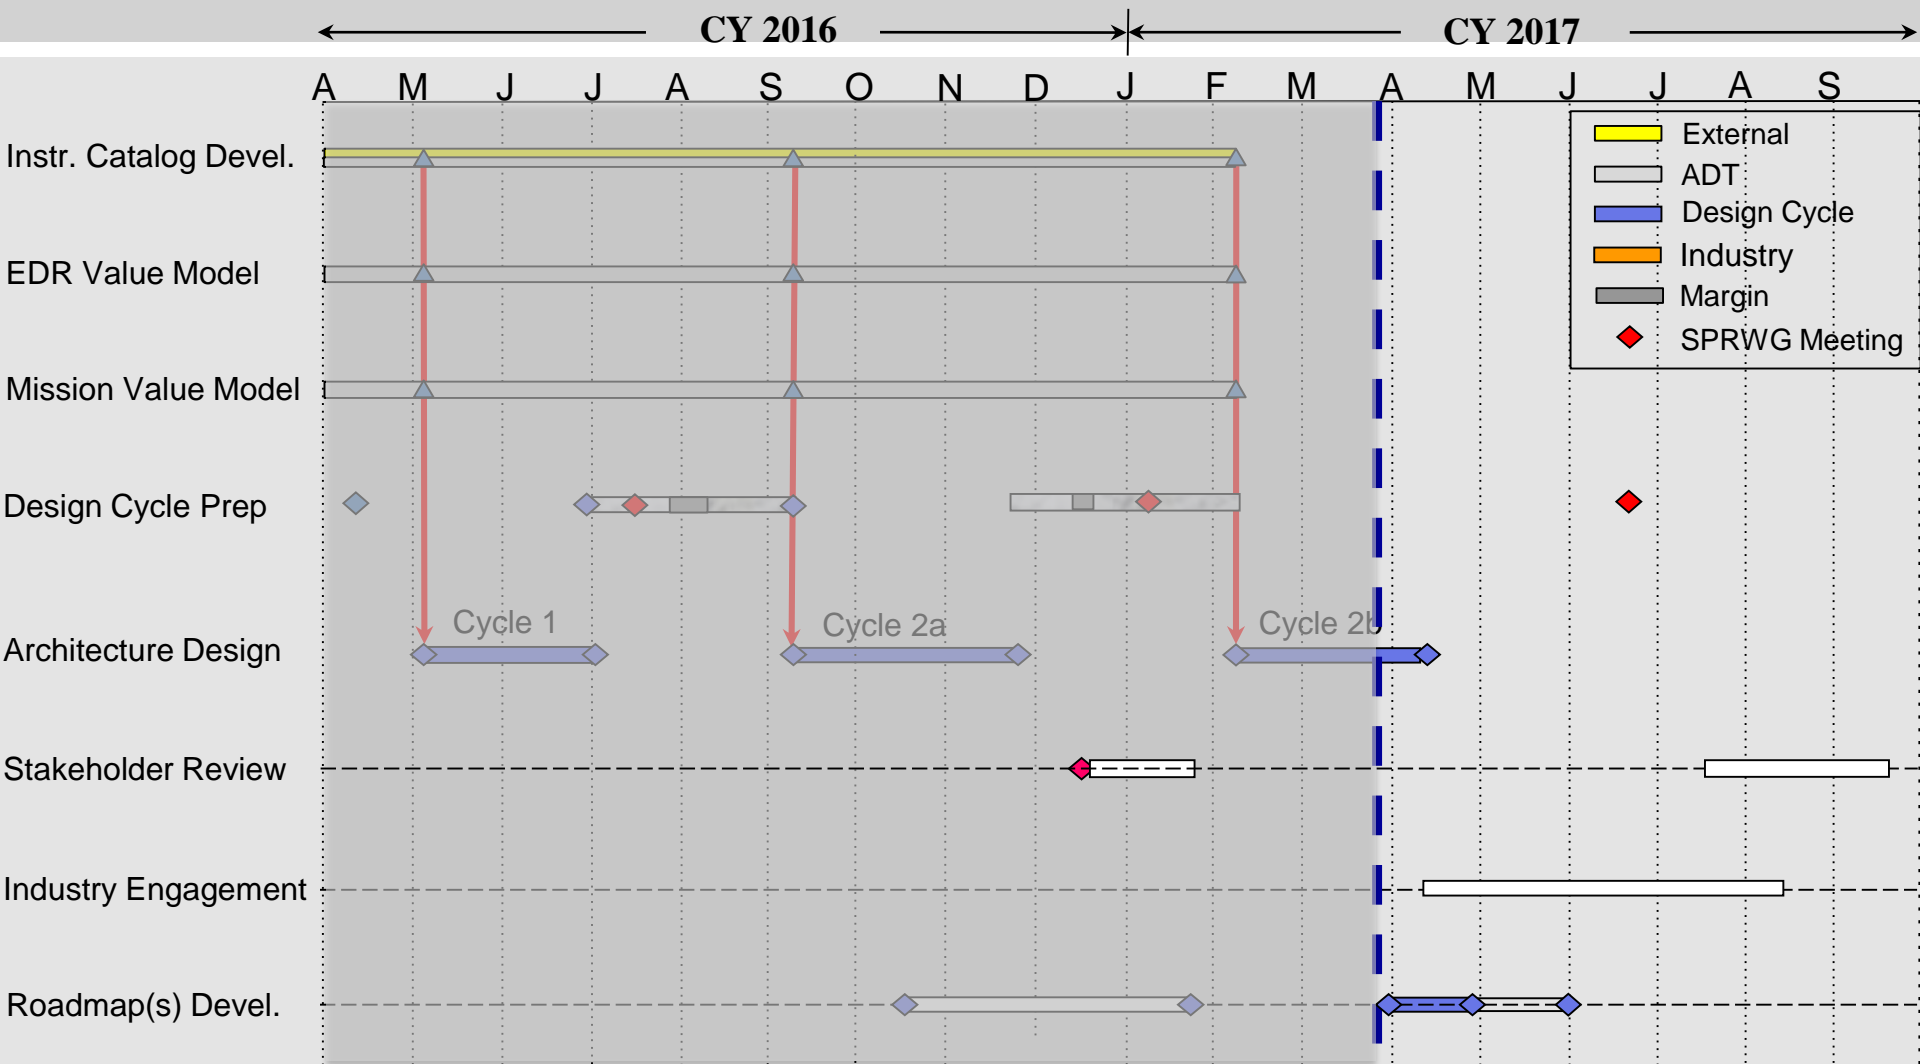 CY 2016 CY 2017
A M J J A S O N D J F M A M J J A S
External
Instr. Catalog Devel.
ADT
Design Cycle
EDR Value Model
Industry
Margin
SPRWG Meeting
Mission Value Model
Design Cycle Prep
Cycle 1 Cycle 2a Cycle 2b
Architecture Design
Stakeholder Review
Industry Engagement
Roadmap(s) Devel.